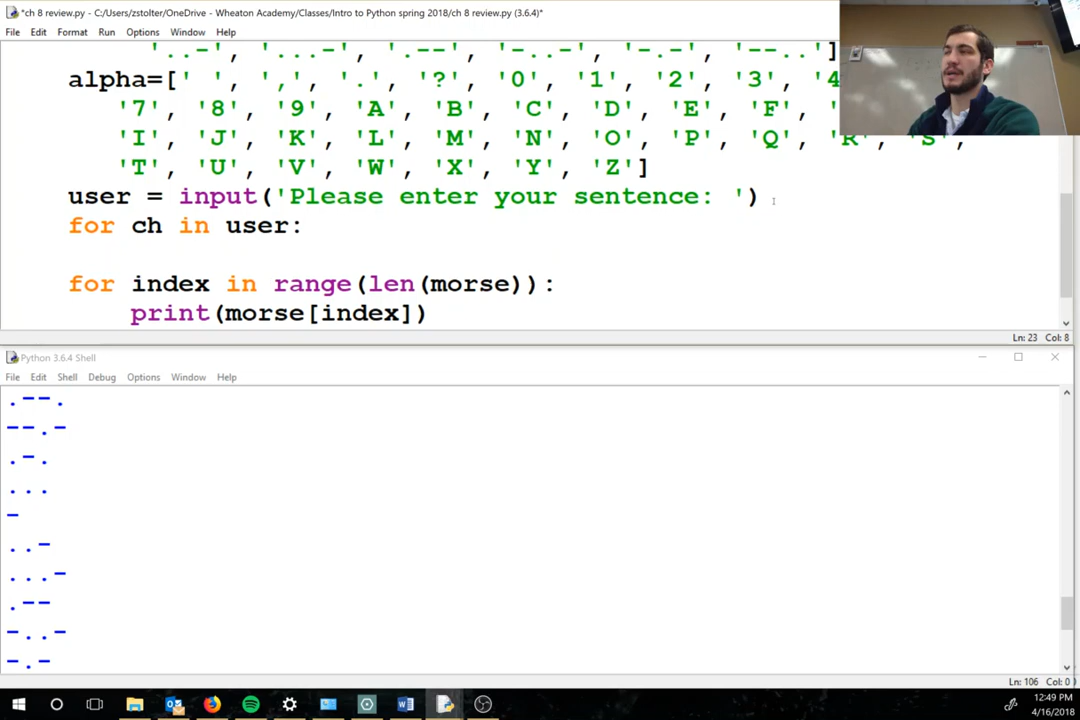 *ch 8 review.py - C:/Users/zstolter/OneDrive - Wheaton Academy/Classes/Intro to Python spring 2018/ch 8 review.py (3.6.4)*
File Edit Format Run Options Window Help
'..-', '...-', '.--', '-..-', '-.-', '--..']
alpha=[' ', ',', '.', '?', '0', '1', '2', '3', '4
'7', '8', '9', 'A', 'B', 'C', 'D', 'E', 'F', '
'I', 'J', 'K', 'L', 'M', 'N', 'O', 'P', 'Q', 'R', 'S',
'T', 'U', 'V', 'W', 'X', 'Y', 'Z']
user = input('Please enter your sentence: ')
for ch in user:
for index in range(len(morse)):
print(morse[index])
Ln: 23 Col: 8
Python 3.6.4 Shell
File Edit Shell Debug Options Window Help
.--.
--.-
.-.
...
-
..-
...-
.--
-..-
-.-
Ln: 106 Col: 0
12:49 PM
4/16/2018